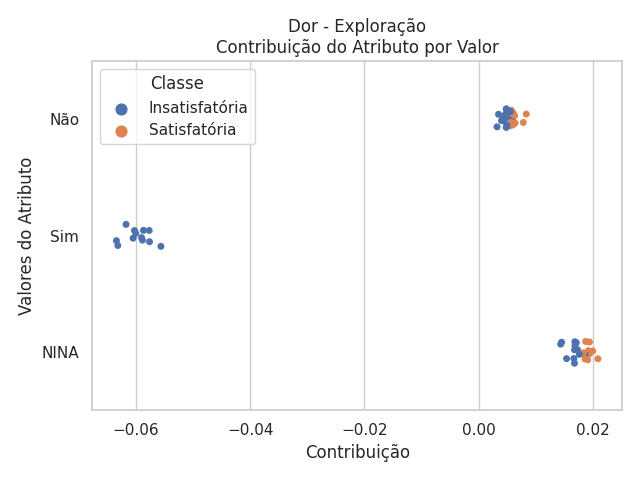 Dor - Exploração
Contribuição do Atributo por Valor
Classe
Insatisfatória
Satisfatória
Valores do Atributo
Não
Sim
NINA
−0.06
−0.04
−0.02
0.00
0.02
Contribuição